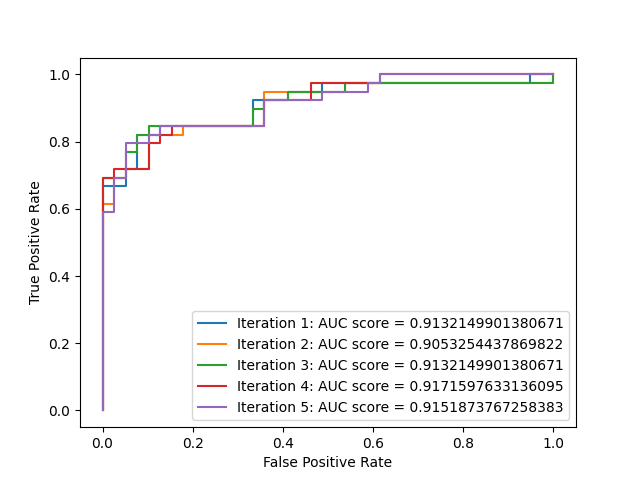 1.0
0.8
0.6
0.4
0.2
0.0
True Positive Rate
Iteration 1: AUC score = 0.9132149901380671
Iteration 2: AUC score = 0.9053254437869822
Iteration 3: AUC score = 0.9132149901380671
Iteration 4: AUC score = 0.9171597633136095
Iteration 5: AUC score = 0.9151873767258383
0.0 0.2 0.4 0.6 0.8 1.0
False Positive Rate